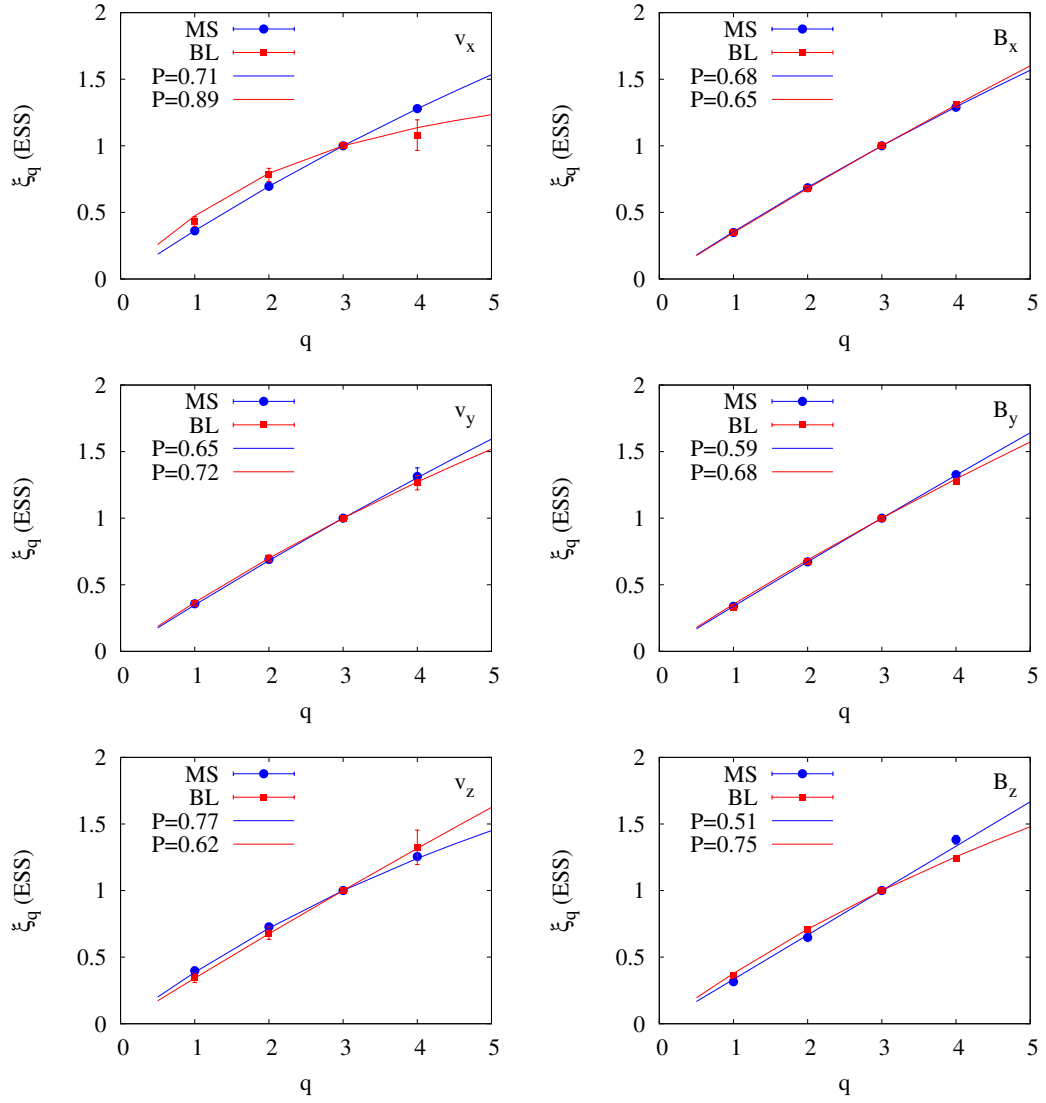 MS
BL
P=0.71
P=0.89
v_x
ξ_q (ESS)
0
0.5
1
1.5
2
0 1 2 3 4 5
q
MS
BL
P=0.68
P=0.65
B_x
ξ_q (ESS)
0
0.5
1
1.5
2
0 1 2 3 4 5
q
MS
BL
P=0.65
P=0.72
v_y
ξ_q (ESS)
0
0.5
1
1.5
2
0 1 2 3 4 5
q
MS
BL
P=0.59
P=0.68
B_y
ξ_q (ESS)
0
0.5
1
1.5
2
0 1 2 3 4 5
q
MS
BL
P=0.77
P=0.62
v_z
ξ_q (ESS)
0
0.5
1
1.5
2
0 1 2 3 4 5
q
MS
BL
P=0.51
P=0.75
B_z
ξ_q (ESS)
0
0.5
1
1.5
2
0 1 2 3 4 5
q